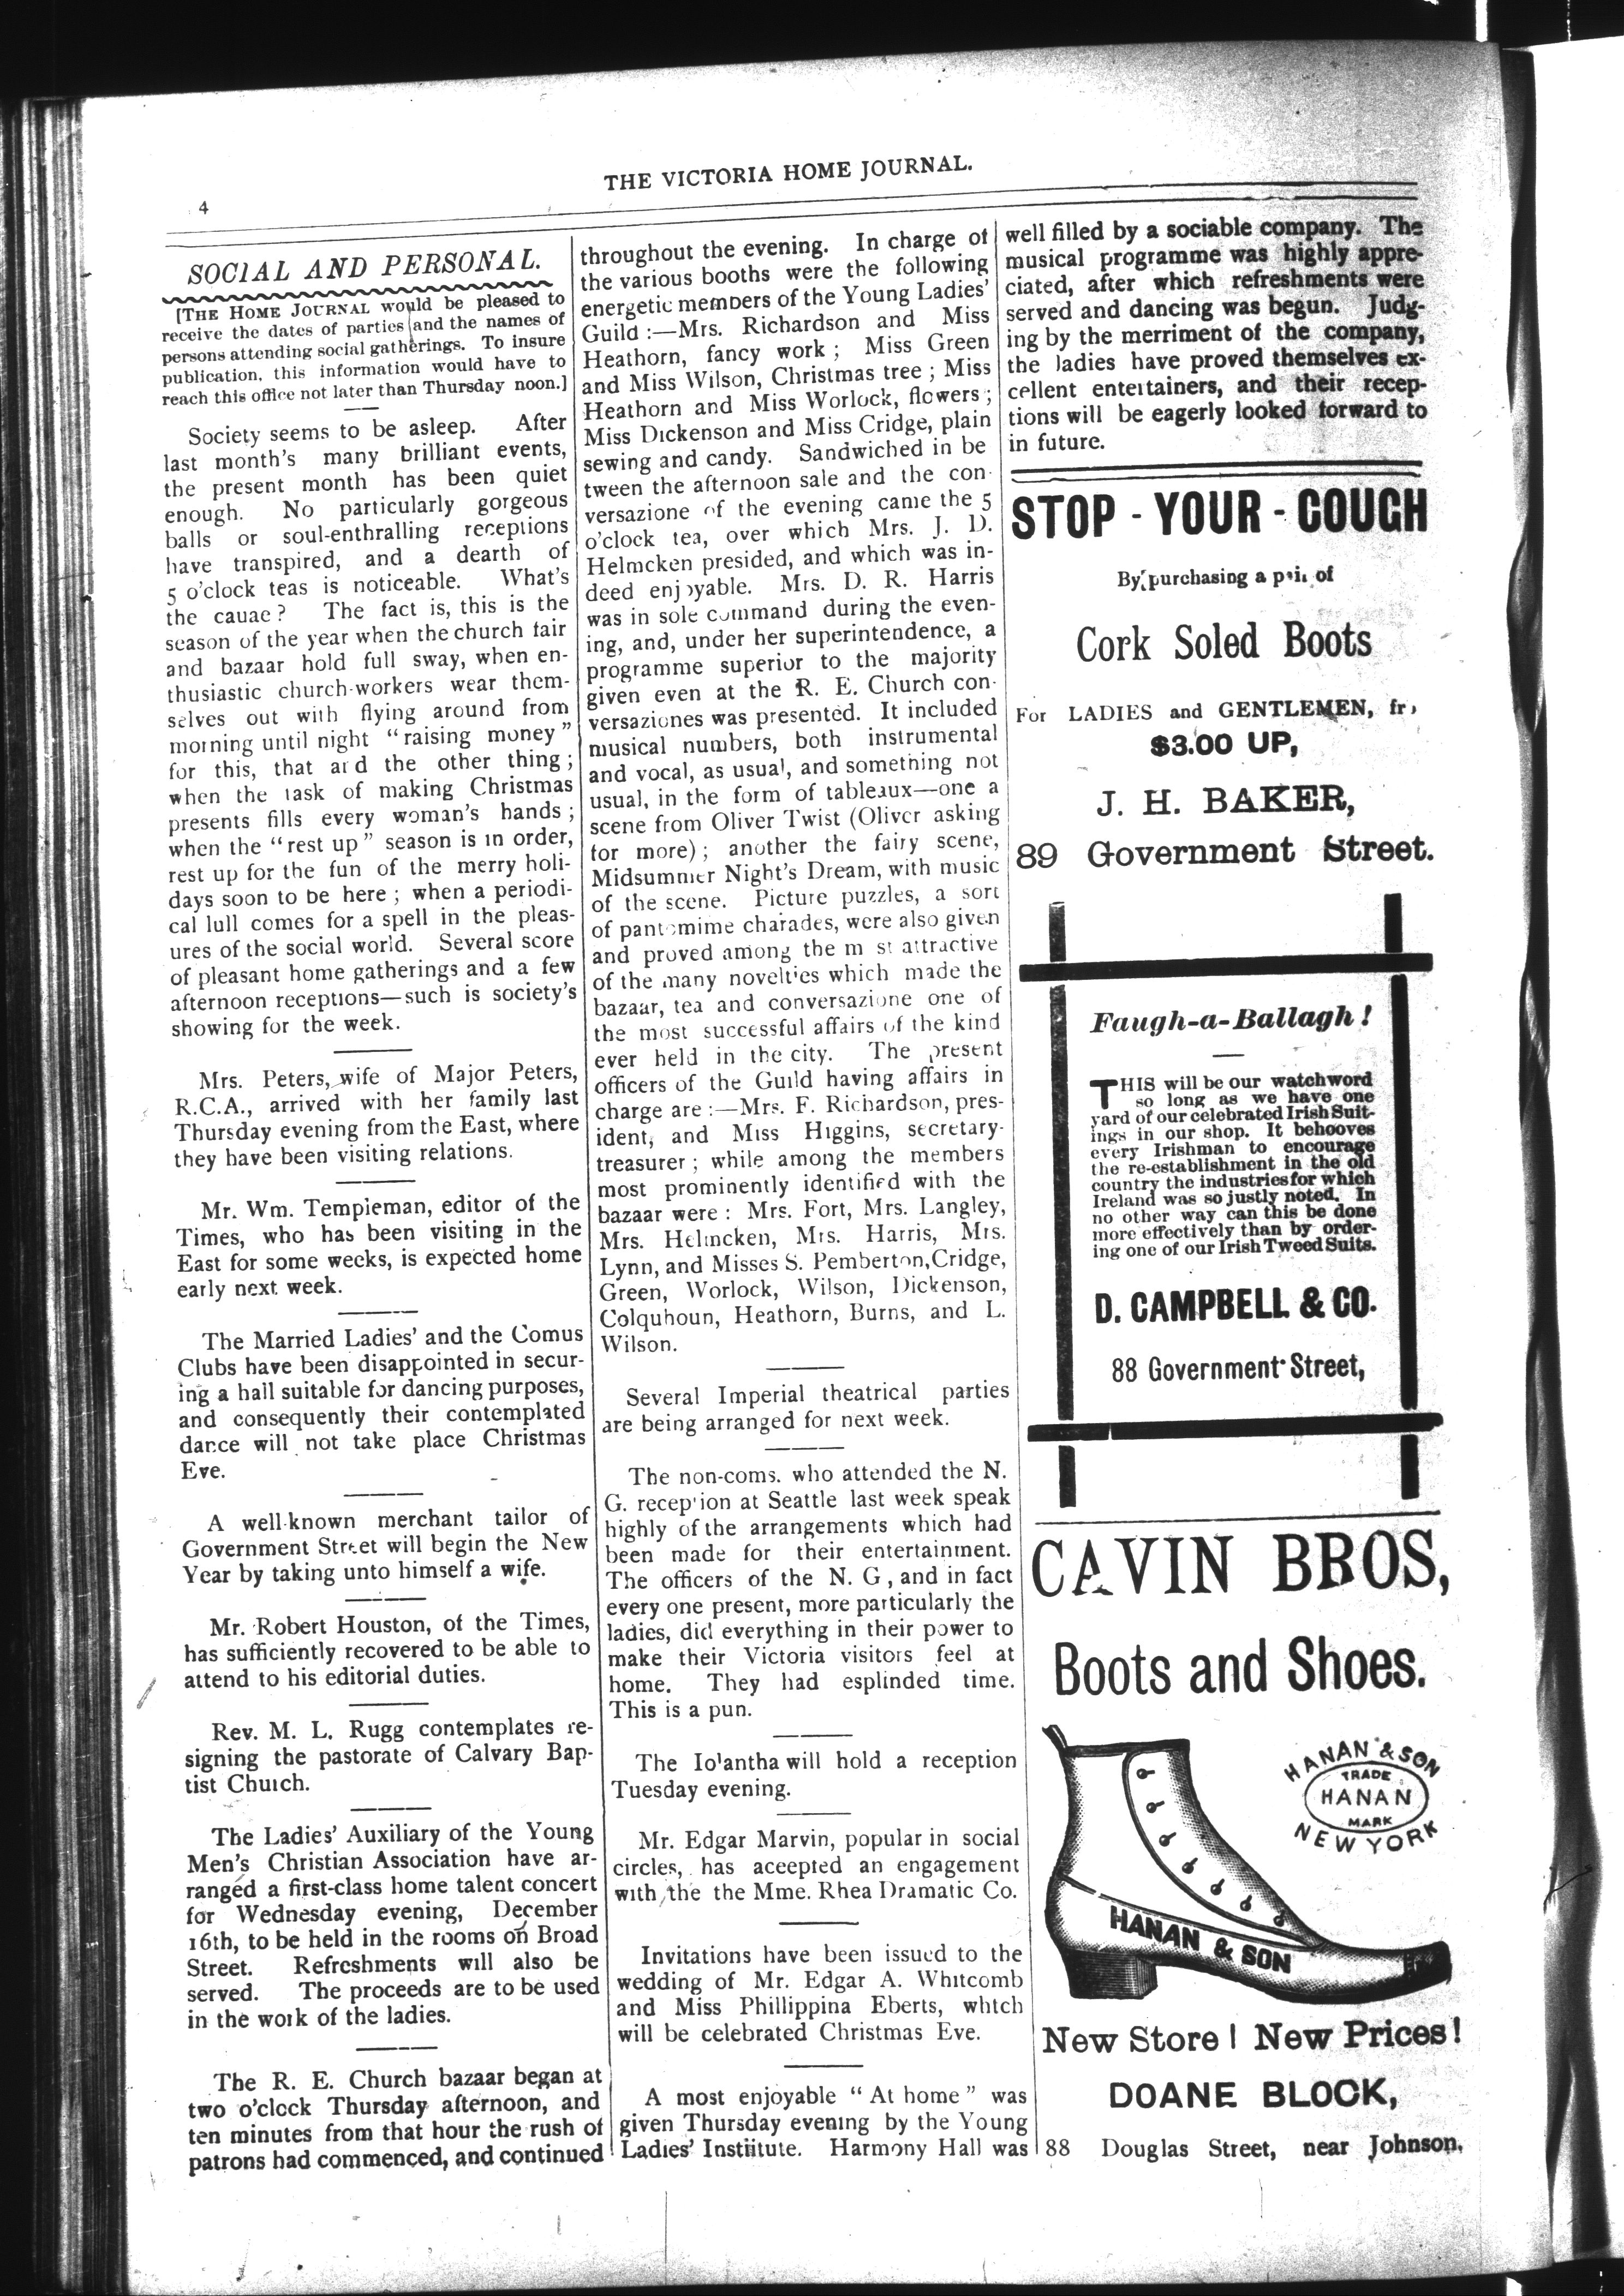 THE VICTORIA HOME JOURNAL.
4
SOCIAL AND PERSONAL.
[THE HOME JOURNAL would be pleased to
receive the dates of parties and the names of
persons attending social gatherings. To insure
publication, this information would have to
reach this office not later than Thursday noon.]
Society seems to be asleep. After
last month's many brilliant events,
the present month has been quiet
enough. No particularly gorgeous
balls or soul-enthralling receptions
have transpired, and a dearth of
5 o'clock teas is noticeable. What's
the cauae? The fact is, this is the
season of the year when the church fair
and bazaar hold full sway, when en-
thusiastic church-workers wear them-
selves out with flying around from
morning until night "raising money"
for this, that and the other thing;
when the task of making Christmas
presents fills every woman's hands;
when the "rest up" season is in order,
rest up for the fun of the merry holi-
days soon to be here; when a periodi-
cal lull comes for a spell in the pleas-
ures of the social world. Several score
of pleasant home gatherings and a few
afternoon receptions—such is society's
showing for the week.
Mrs. Peters, wife of Major Peters,
R.C.A., arrived with her family last
Thursday evening from the East, where
they have been visiting relations.
Mr. Wm. Templeman, editor of the
Times, who has been visiting in the
East for some weeks, is expected home
early next week.
The Married Ladies' and the Comus
Clubs have been disappointed in secur-
ing a hall suitable for dancing purposes,
and consequently their contemplated
dance will not take place Christmas
Eve.
A well-known merchant tailor of
Government Street will begin the New
Year by taking unto himself a wife.
Mr. Robert Houston, of the Times,
has sufficiently recovered to be able to
attend to his editorial duties.
Rev. M. L. Rugg contemplates re-
signing the pastorate of Calvary Bap-
tist Church.
The Ladies' Auxiliary of the Young
Men's Christian Association have ar-
ranged a first-class home talent concert
for Wednesday evening, December
16th, to be held in the rooms on Broad
Street. Refreshments will also be
served. The proceeds are to be used
in the work of the ladies.
The R. E. Church bazaar began at
two o'clock Thursday afternoon, and
ten minutes from that hour the rush of
patrons had commenced, and continued
throughout the evening. In charge of
the various booths were the following
energetic members of the Young Ladies'
Guild:—Mrs. Richardson and Miss
Heathorn, fancy work; Miss Green
and Miss Wilson, Christmas tree; Miss
Heathorn and Miss Worlock, flowers;
Miss Dickenson and Miss Cridge, plain
sewing and candy. Sandwiched in be
tween the afternoon sale and the con-
versazione of the evening came the 5
o'clock tea, over which Mrs. J. D.
Helmcken presided, and which was in-
deed enjoyable. Mrs. D. R. Harris
was in sole command during the even-
ing, and, under her superintendence, a
programme superior to the majority
given even at the R. E. Church con-
versaziones was presented. It included
musical numbers, both instrumental
and vocal, as usual, and something not
usual, in the form of tableaux—one a
scene from Oliver Twist (Oliver asking
for more); another the fairy scene,
Midsummer Night's Dream, with music
of the scene. Picture puzzles, a sort
of pantomime charades, were also given
and proved among the m st attractive
of the many novelties which made the
bazaar, tea and conversazione one of
the most successful affairs of the kind
ever held in the city. The present
officers of the Guild having affairs in
charge are:—Mrs. F. Richardson, pres-
ident, and Miss Higgins, secretary-
treasurer; while among the members
most prominently identified with the
bazaar were: Mrs. Fort, Mrs. Langley,
Mrs. Helmcken, Mrs. Harris, Mrs.
Lynn, and Misses S. Pemberton, Cridge,
Green, Worlock, Wilson, Dickenson,
Colquhoun, Heathorn, Burns, and L.
Wilson.
Several Imperial theatrical parties
are being arranged for next week.
The non-coms. who attended the N.
G. reception at Seattle last week speak
highly of the arrangements which had
been made for their entertainment.
The officers of the N. G, and in fact
every one present, more particularly the
ladies, did everything in their power to
make their Victoria visitors feel at
home. They had esplinded time.
This is a pun.
The Iolantha will hold a reception
Tuesday evening.
Mr. Edgar Marvin, popular in social
circles, has aceepted an engagement
with the the Mme. Rhea Dramatic Co.
Invitations have been issued to the
wedding of Mr. Edgar A. Whitcomb
and Miss Phillippina Eberts, whtch
will be celebrated Christmas Eve.
A most enjoyable "At home" was
given Thursday evening by the Young
Ladies' Institute. Harmony Hall was
well filled by a sociable company. The
musical programme was highly appre-
ciated, after which refreshments were
served and dancing was begun. Judg-
ing by the merriment of the company,
the ladies have proved themselves ex-
cellent entertainers, and their recep-
tions will be eagerly looked forward to
in future.
STOP - YOUR - COUGH
By purchasing a pair of
Cork Soled Boots
For LADIES and GENTLEMEN,
$3.00 UP,
J. H. BAKER,
89 Government Street.
Faugh-a-Ballagh!
THIS will be our watchword
so long as we have one
yard of our celebrated Irish Suit-
ings in our shop. It behooves
every Irishman to encourage
the re-establishment in the old
country the industries for which
Ireland was so justly noted. In
no other way can this be done
more effectively than by order-
ing one of our Irish Tweed Suits.
D. CAMPBELL & CO.
88 Government Street,
CAVIN BROS,
Boots and Shoes.
HANAN & SON
TRADE
HANAN
MARK
NEW YORK
HANAN & SON
New Store! New Prices!
DOANE BLOCK,
88 Douglas Street, near Johnson.